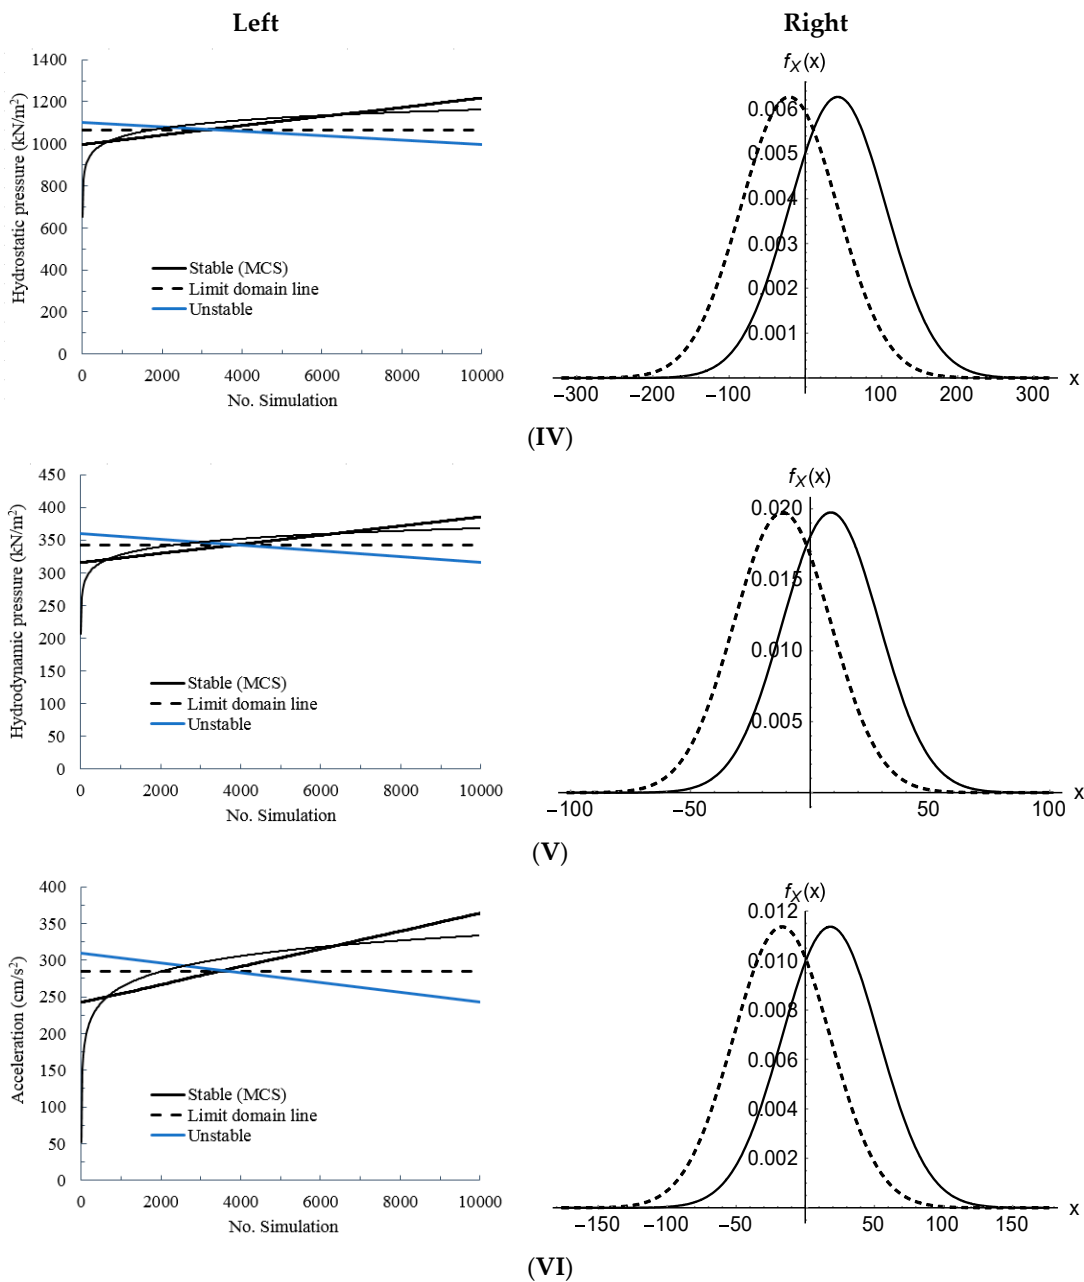 Left
Right
Hydrostatic pressure (kN/m²)
1400
1200
1000
800
600
400
200
0
Stable (MCS)
Limit domain line
Unstable
0 2000 4000 6000 8000 10000
No. Simulation
fX(x)
0.006
0.005
0.004
0.003
0.002
0.001
−300 −200 −100 100 200 300 x
(IV)
Hydrodynamic pressure (kN/m²)
450
400
350
300
250
200
150
100
50
0
Stable (MCS)
Limit domain line
Unstable
0 2000 4000 6000 8000 10000
No. Simulation
fX(x)
0.020
0.015
0.010
0.005
−100 −50 50 100 x
(V)
Acceleration (cm/s²)
400
350
300
250
200
150
100
50
0
Stable (MCS)
Limit domain line
Unstable
0 2000 4000 6000 8000 10000
No. Simulation
fX(x)
0.012
0.010
0.008
0.006
0.004
0.002
−150 −100 −50 50 100 150 x
(VI)